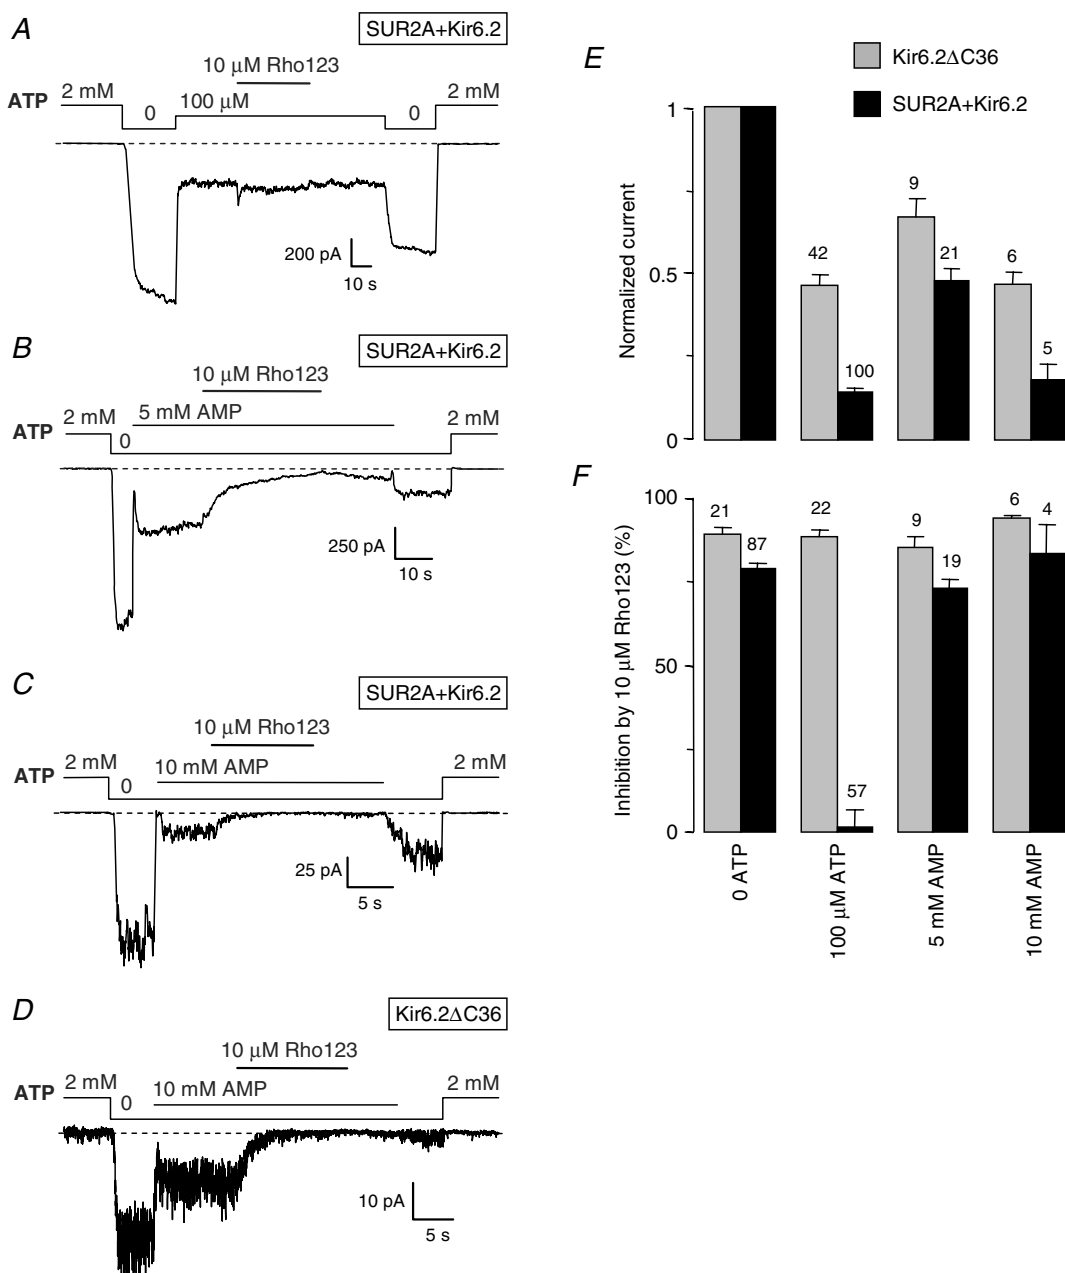 A
SUR2A+Kir6.2
10 μM Rho123
ATP 2 mM 0 100 μM 0 2 mM
200 pA
10 s
B
SUR2A+Kir6.2
10 μM Rho123
5 mM AMP
ATP 2 mM 0 2 mM
250 pA
10 s
C
SUR2A+Kir6.2
10 μM Rho123
10 mM AMP
ATP 2 mM 0 2 mM
25 pA
5 s
D
Kir6.2ΔC36
10 μM Rho123
10 mM AMP
ATP 2 mM 0 2 mM
10 pA
5 s
E
Kir6.2ΔC36
SUR2A+Kir6.2
Normalized current
1
0.5
0
42
100
9
21
6
5
F
Inhibition by 10 μM Rho123 (%)
100
50
0
21
87
22
57
9
19
6
4
0 ATP
100 μM ATP
5 mM AMP
10 mM AMP